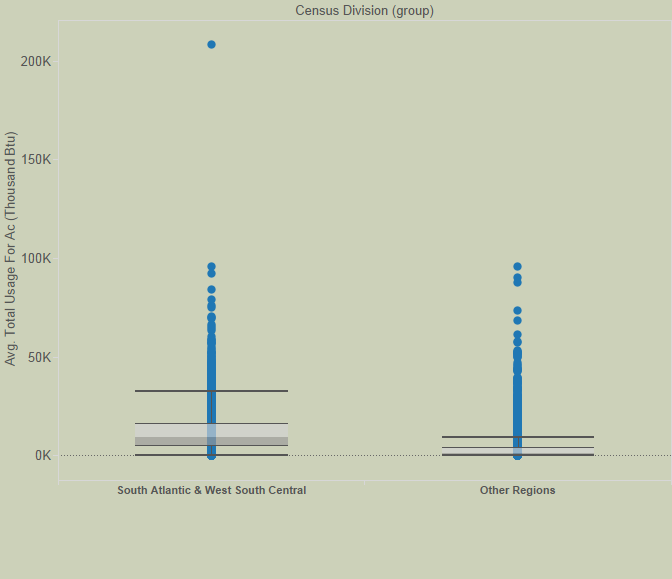 Census Division (group)
Avg. Total Usage For Ac (Thousand Btu)
200K
150K
100K
50K
0K
South Atlantic & West South Central
Other Regions